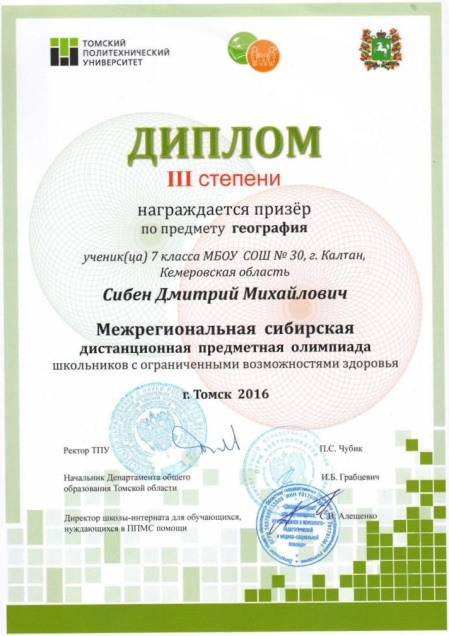 ТОМСКИЙ
ПОЛИТЕХНИЧЕСКИЙ
УНИВЕРСИТЕТ
ДИПЛОМ
III степени
награждается призёр
по предмету география
ученик(ца) 7 класса МБОУ СОШ № 30, г. Калтан,
Кемеровская область
Сибен Дмитрий Михайлович
Межрегиональная сибирская
дистанционная предметная олимпиада
школьников с ограниченными возможностями здоровья
г. Томск 2016
Ректор ТПУ
П.С. Чубик
Начальник Департамента общего
образования Томской области
И.Б. Грабцевич
Директор школы-интерната для обучающихся,
нуждающихся в ППМС помощи
Алещенко